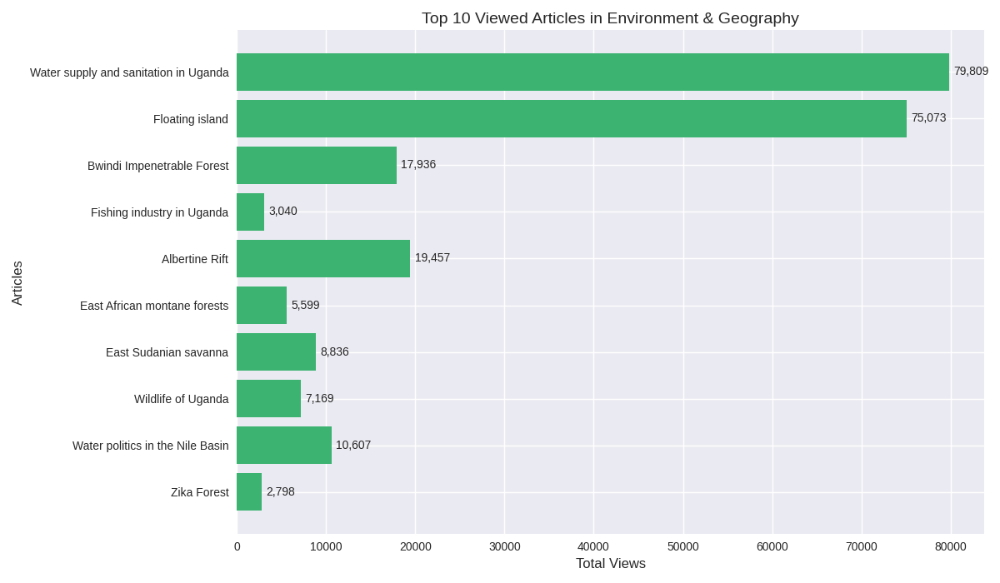 Top 10 Viewed Articles in Environment & Geography
Water supply and sanitation in Uganda 79,809
Floating island 75,073
Bwindi Impenetrable Forest 17,936
Fishing industry in Uganda 3,040
Albertine Rift 19,457
East African montane forests 5,599
East Sudanian savanna 8,836
Wildlife of Uganda 7,169
Water politics in the Nile Basin 10,607
Zika Forest 2,798
Articles
0 10000 20000 30000 40000 50000 60000 70000 80000
Total Views